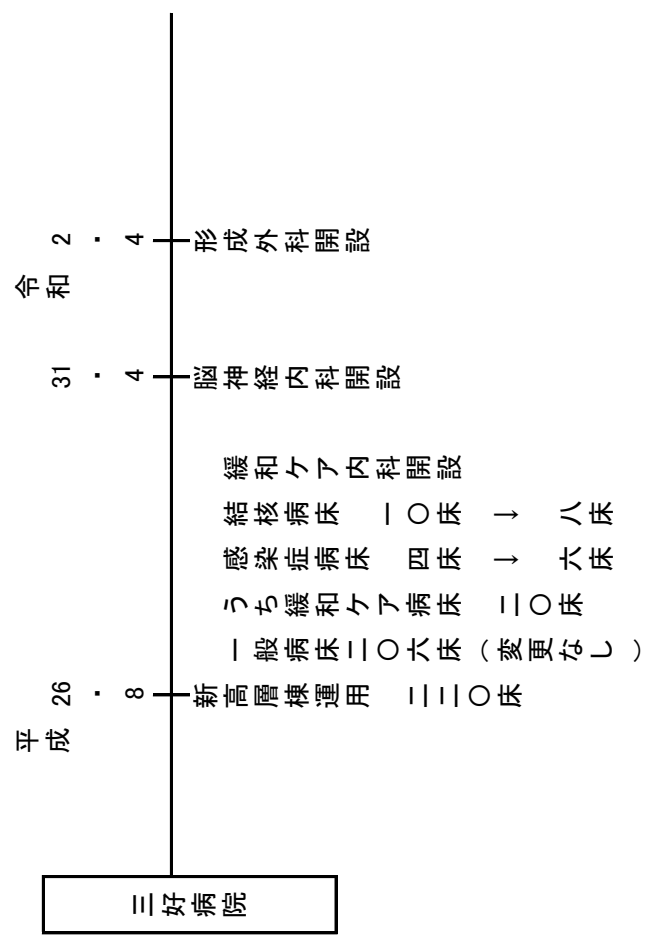 三好病院
平成
26・8 新高層棟運用　二二〇床
一般病床二〇六床（変更なし）
うち緩和ケア病床　二〇床
感染症病床　四床　→　六床
結核病床　一〇床　→　八床
緩和ケア内科開設
31・4 脳神経内科開設
令和
2・4 形成外科開設